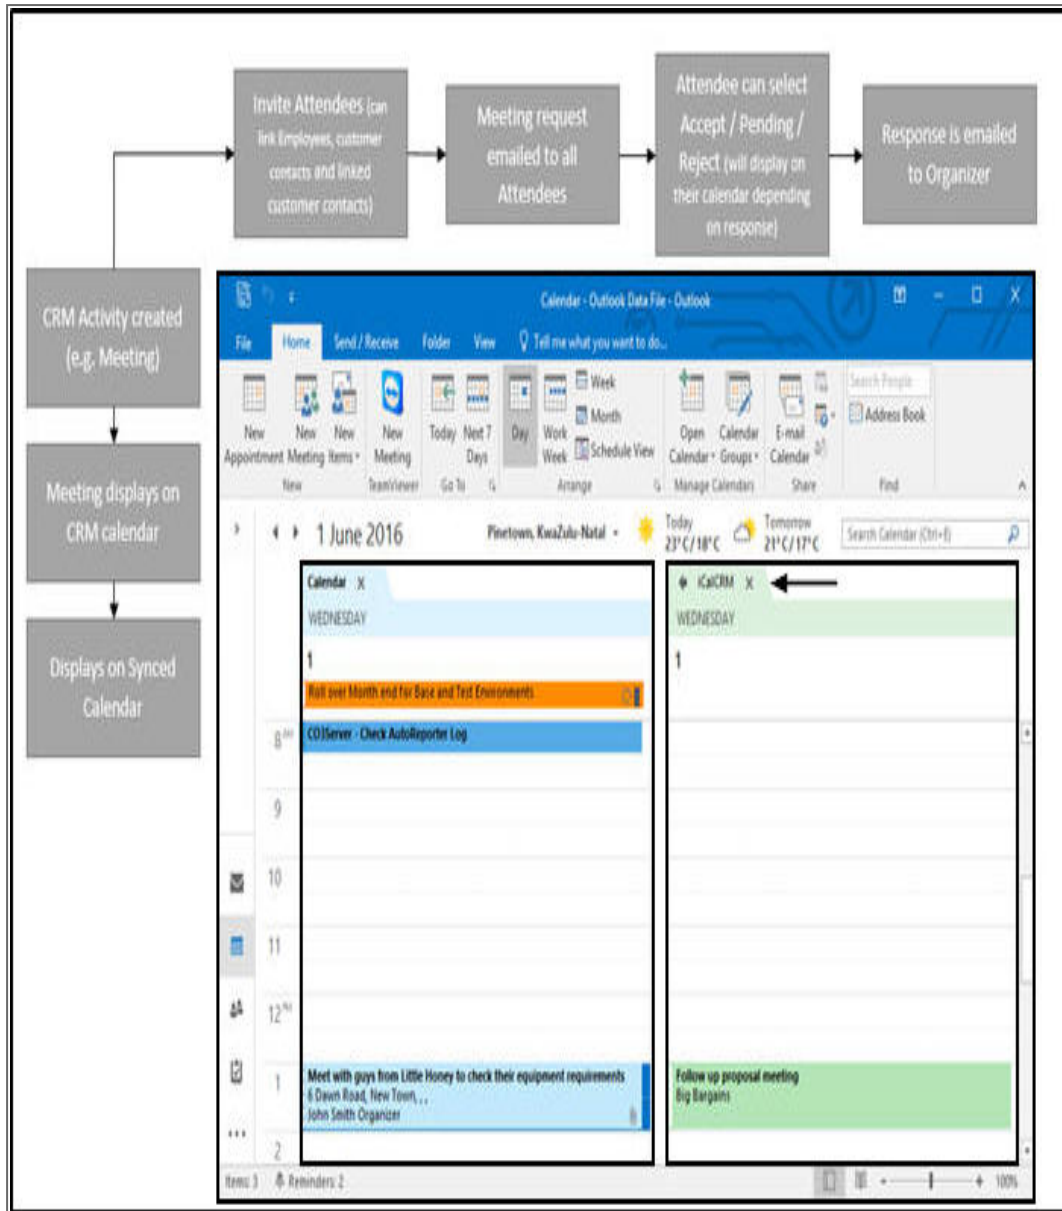 Invite Attendees (can
link Employees, customer
contacts and linked
customer contacts)
Meeting request
emailed to all
Attendees
Attendee can select
Accept / Pending /
Reject (will display on
their calendar depending
on response)
Response is emailed
to Organizer
CRM Activity created
(e.g. Meeting)
Meeting displays on
CRM calendar
Displays on Synced
Calendar
Calendar - Outlook Data File - Outlook
File Home Send / Receive Folder View Tell me what you want to do...
New Appointment
New Meeting
New Items
New Meeting
Today
Next 7 Days
Day
Work Week
Week
Month
Schedule View
Open Calendar
Calendar Groups
E-mail Calendar
Search People
Address Book
New TeamViewer Go To Arrange Manage Calendars Share Find
1 June 2016
Pinetown, KwaZulu-Natal
Today
23°C/18°C
Tomorrow
21°C/17°C
Search Calendar (Ctrl+E)
Calendar X
WEDNESDAY
1
Roll over Month end for Base and Test Environments
iCalCRM X
WEDNESDAY
1
8 AM
CO3Server - Check AutoReporter Log
9
10
11
12 PM
1
Meet with guys from Little Honey to check their equipment requirements
6 Dawn Road, New Town, , ,
John Smith Organizer
Follow up proposal meeting
Big Bargains
2
Items: 3 Reminders: 2
100%